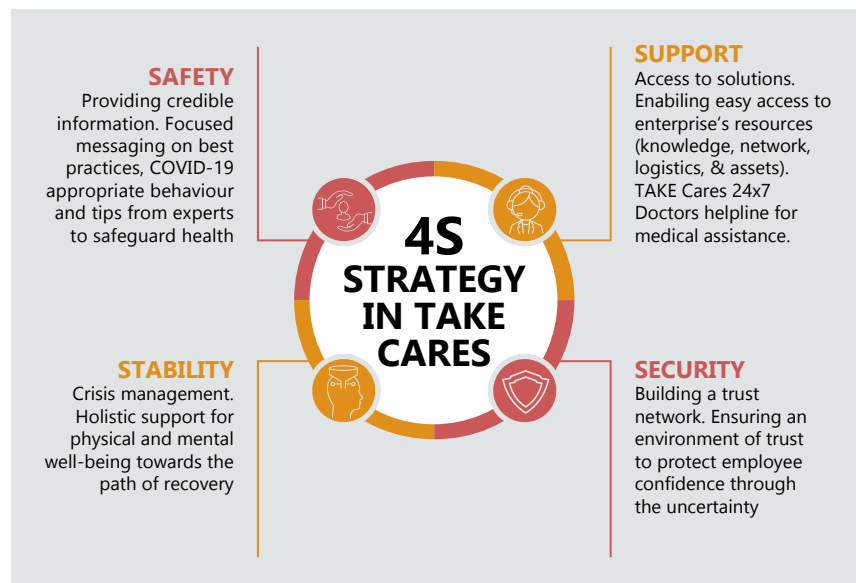 SAFETY
Providing credible
information. Focused
messaging on best
practices, COVID-19
appropriate behaviour
and tips from experts
to safeguard health
SUPPORT
Access to solutions.
Enabiling easy access to
enterprise's resources
(knowledge, network,
logistics, & assets).
TAKE Cares 24x7
Doctors helpline for
medical assistance.
4S
STRATEGY
IN TAKE
CARES
STABILITY
Crisis management.
Holistic support for
physical and mental
well-being towards the
path of recovery
SECURITY
Building a trust
network. Ensuring an
environment of trust
to protect employee
confidence through
the uncertainty